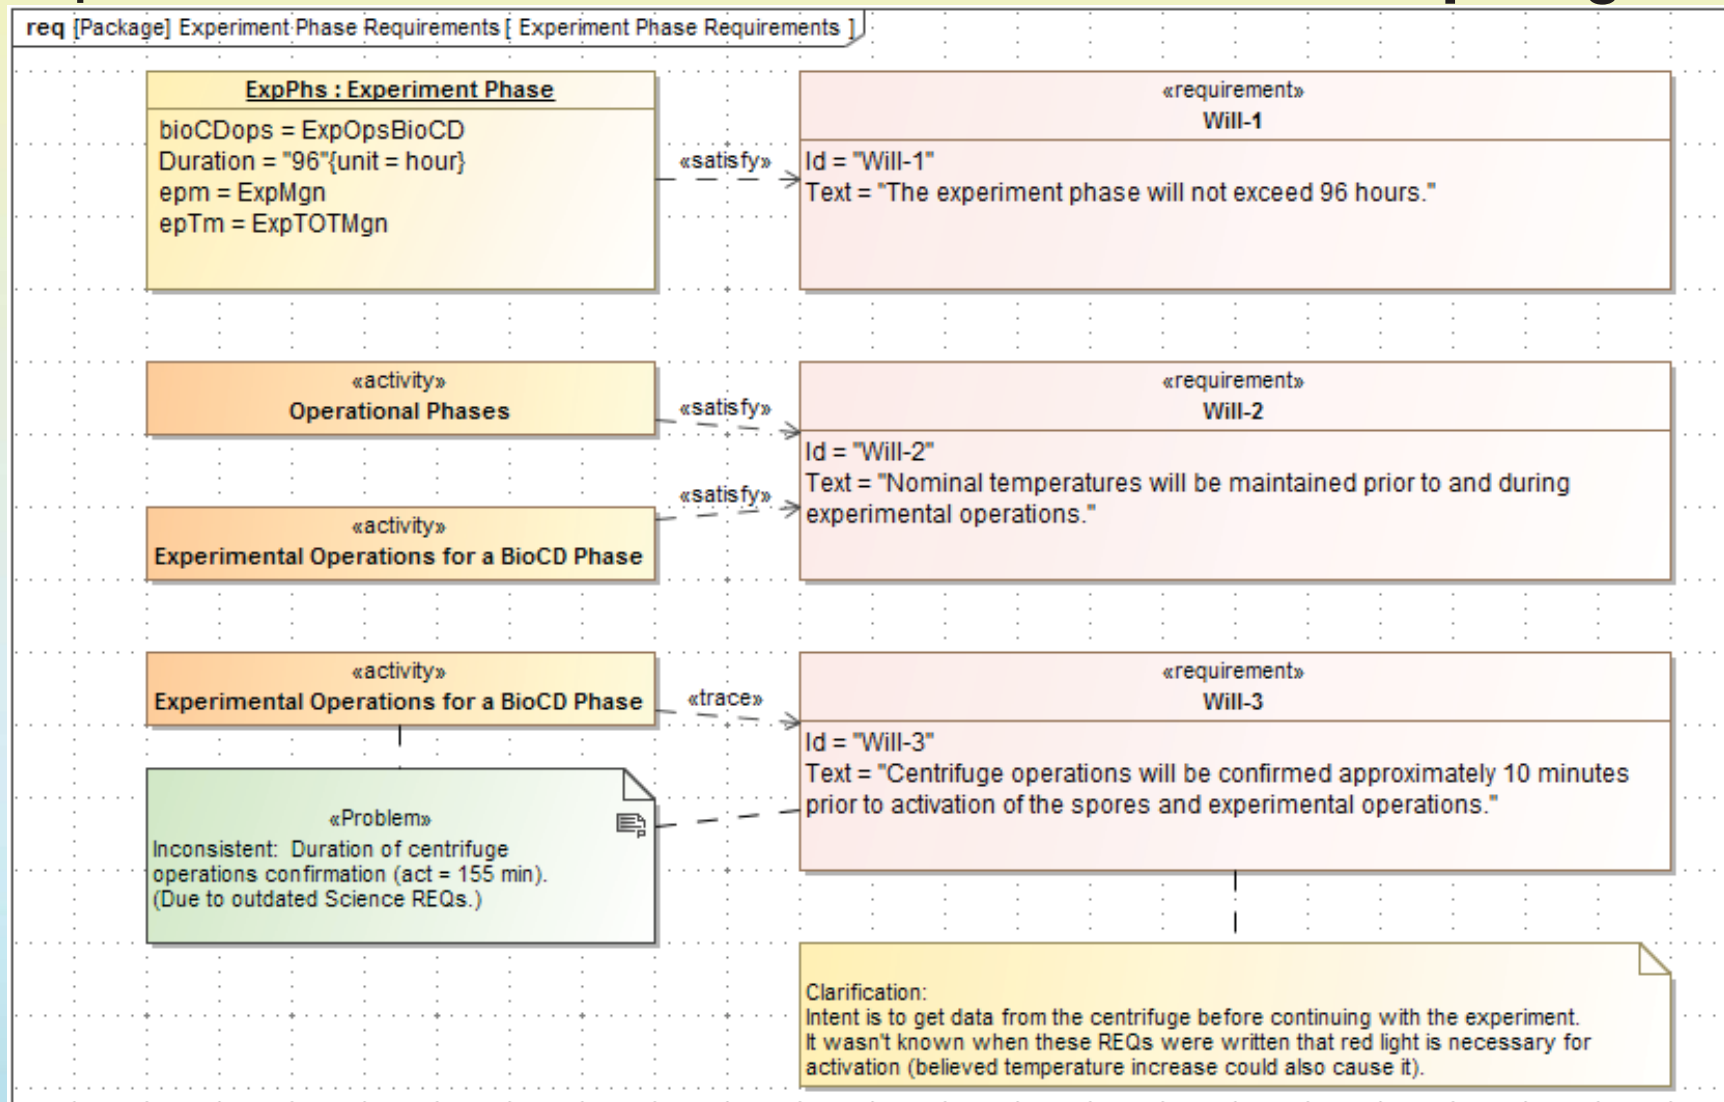 req [Package] Experiment Phase Requirements [ Experiment Phase Requirements ]
ExpPhs : Experiment Phase
bioCDops = ExpOpsBioCD
Duration = "96"{unit = hour}
epm = ExpMgn
epTm = ExpTOTMgn
«satisfy»
«requirement»
Will-1
Id = "Will-1"
Text = "The experiment phase will not exceed 96 hours."
«activity»
Operational Phases
«satisfy»
«activity»
Experimental Operations for a BioCD Phase
«satisfy»
«requirement»
Will-2
Id = "Will-2"
Text = "Nominal temperatures will be maintained prior to and during
experimental operations."
«activity»
Experimental Operations for a BioCD Phase
«trace»
«requirement»
Will-3
Id = "Will-3"
Text = "Centrifuge operations will be confirmed approximately 10 minutes
prior to activation of the spores and experimental operations."
«Problem»
Inconsistent:  Duration of centrifuge
operations confirmation (act = 155 min).
(Due to outdated Science REQs.)
Clarification:
Intent is to get data from the centrifuge before continuing with the experiment.
It wasn't known when these REQs were written that red light is necessary for
activation (believed temperature increase could also cause it).